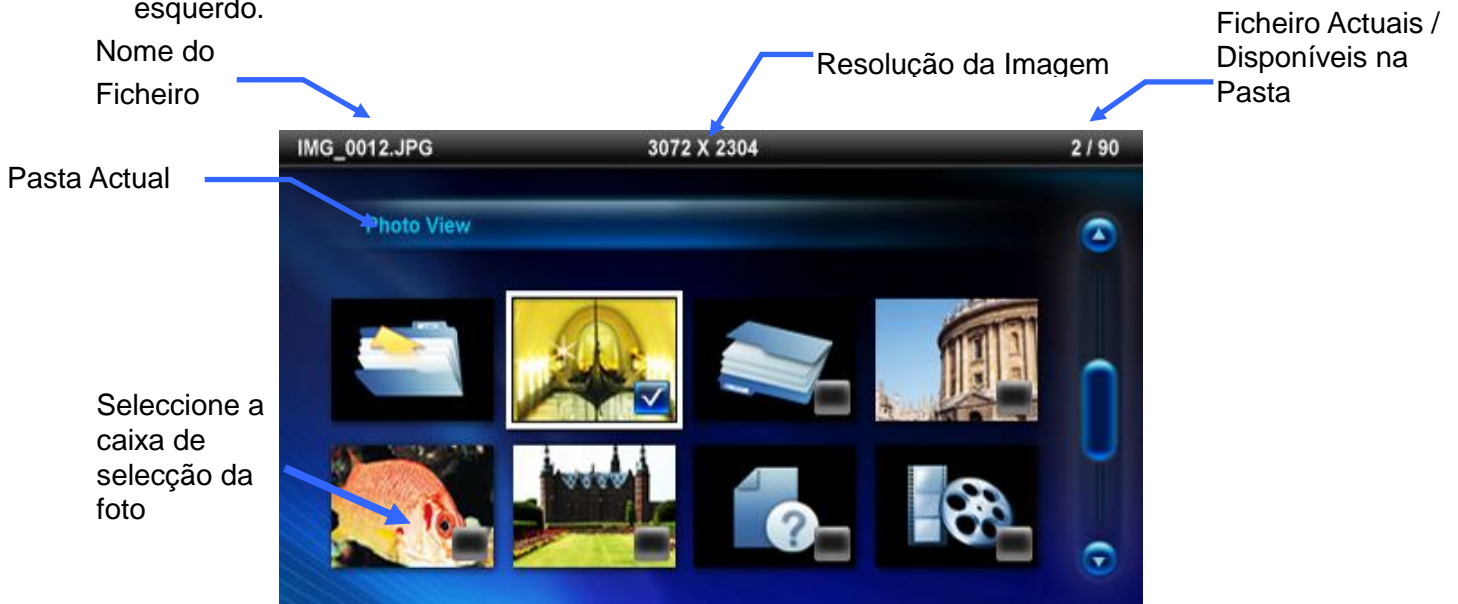 esquerdo.
Nome do
Ficheiro
Resolução da Imagem
Ficheiro Actuais /
Disponíveis na
Pasta
IMG_0012.JPG
3072 X 2304
2 / 90
Pasta Actual
Photo View
Seleccione a
caixa de
selecção da
foto